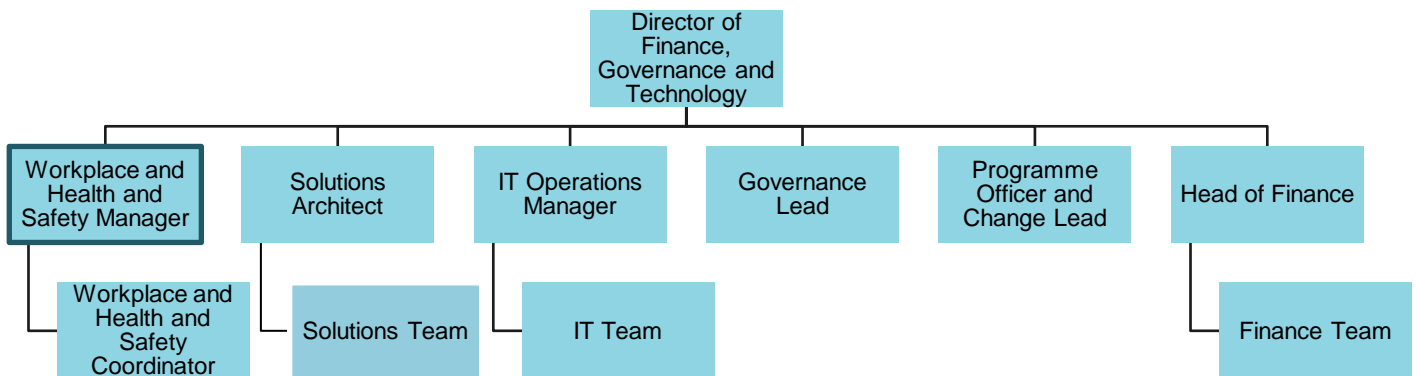 Director of
Finance,
Governance and
Technology
Workplace and
Health and
Safety Manager
Solutions
Architect
IT Operations
Manager
Governance
Lead
Programme
Officer and
Change Lead
Head of Finance
Workplace and
Health and
Safety
Coordinator
Solutions Team
IT Team
Finance Team